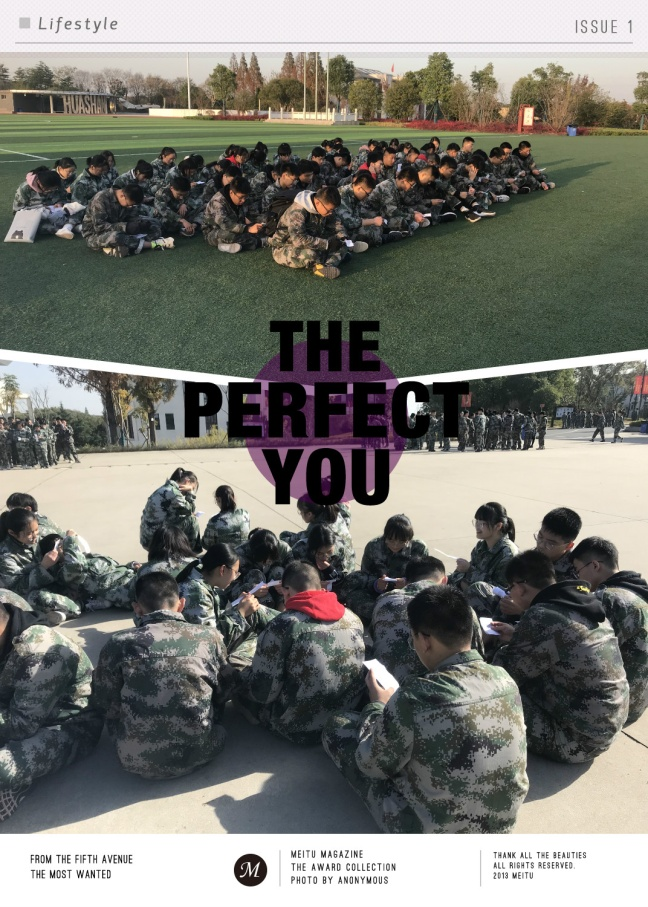 Lifestyle
ISSUE 1
HUASH
THE
PERFECT
YOU
FROM THE FIFTH AVENUE
THE MOST WANTED
M
MEITU MAGAZINE
THE AWARD COLLECTION
PHOTO BY ANONYMOUS
THANK ALL THE BEAUTIES
ALL RIGHTS RESERVED.
2013 MEITU